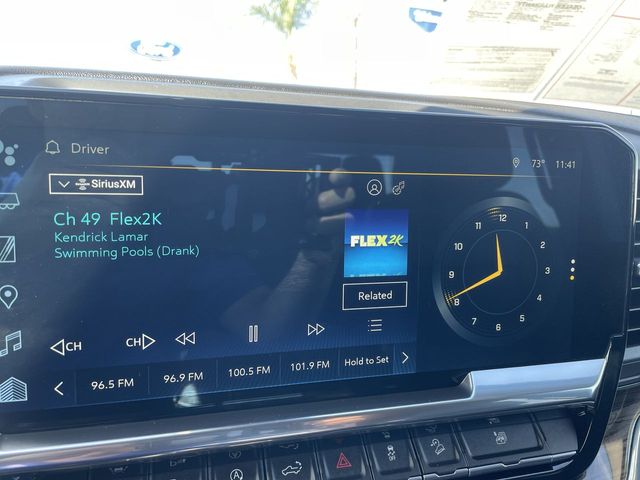 Driver
73° 11:41
SiriusXM
Ch 49 Flex2K
Kendrick Lamar
Swimming Pools (Drank)
FLEX2K
Related
CH CH
96.5 FM 96.9 FM 100.5 FM 101.9 FM Hold to Set
12
1
2
3
4
5
6
7
8
9
10
11